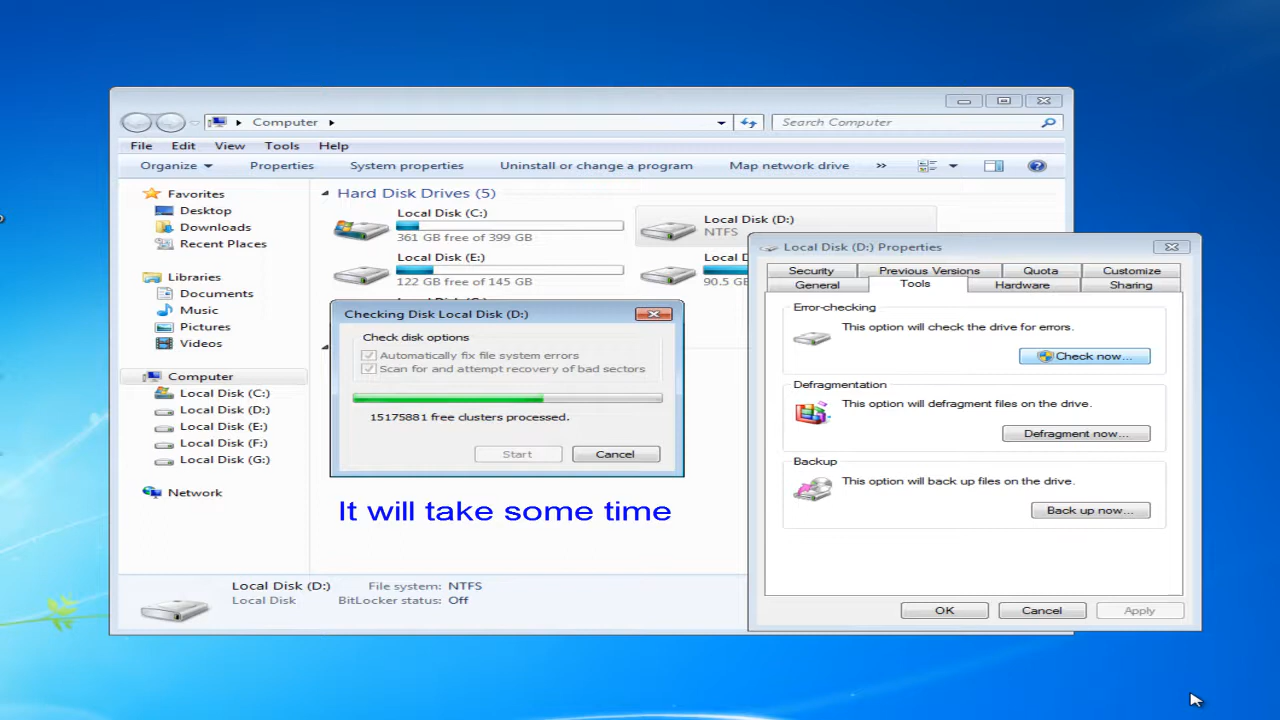 Computer
Search Computer
File Edit View Tools Help
Organize Properties System properties Uninstall or change a program Map network drive »
Favorites
Desktop
Downloads
Recent Places
Libraries
Documents
Music
Pictures
Videos
Computer
Local Disk (C:)
Local Disk (D:)
Local Disk (E:)
Local Disk (F:)
Local Disk (G:)
Network
Hard Disk Drives (5)
Local Disk (C:)
361 GB free of 399 GB
Local Disk (D:)
NTFS
Local Disk (E:)
122 GB free of 145 GB
Local D
90.5 GB
Checking Disk Local Disk (D:)
Check disk options
Automatically fix file system errors
Scan for and attempt recovery of bad sectors
15175881 free clusters processed.
Start Cancel
It will take some time
Local Disk (D:) Properties
Security Previous Versions Quota Customize
General Tools Hardware Sharing
Error-checking
This option will check the drive for errors.
Check now...
Defragmentation
This option will defragment files on the drive.
Defragment now...
Backup
This option will back up files on the drive.
Back up now...
OK Cancel Apply
Local Disk (D:) File system: NTFS
Local Disk BitLocker status: Off